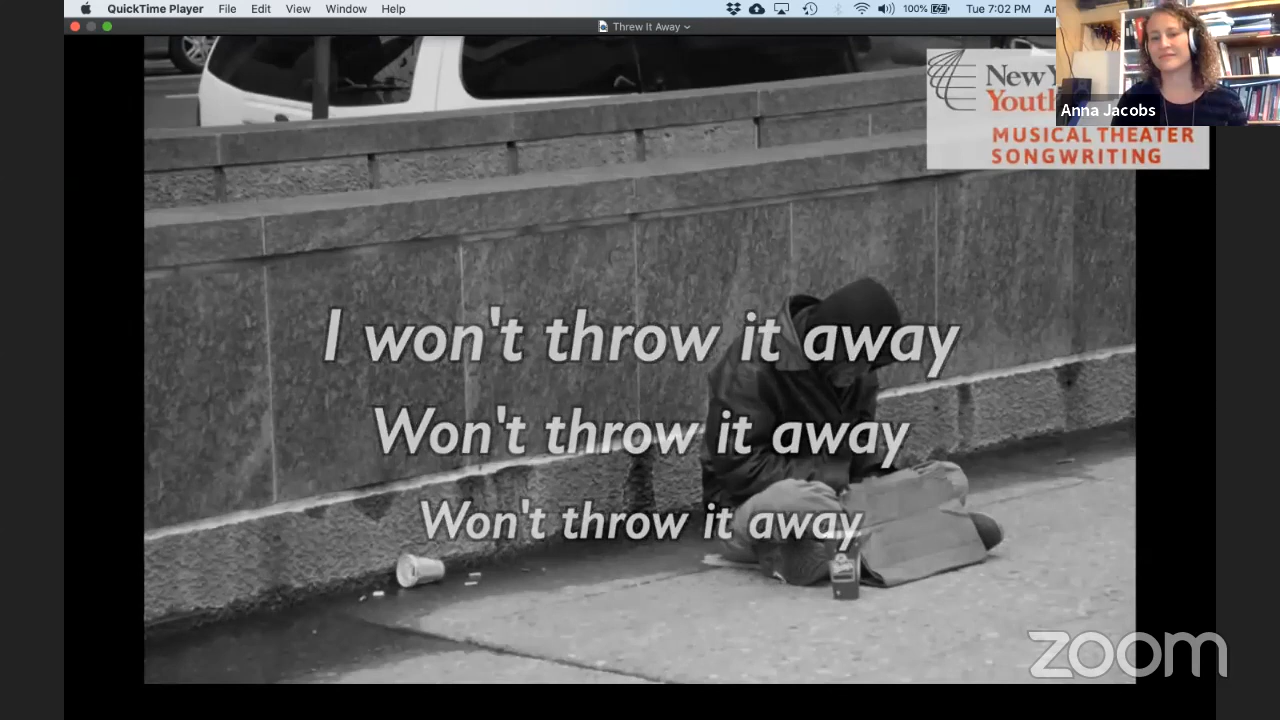 QuickTime Player File Edit View Window Help 100% Tue 7:02 PM
Threw It Away
Anna Jacobs
New
Youth
MUSICAL THEATER
SONGWRITING
I won't throw it away
Won't throw it away
Won't throw it away
zoom